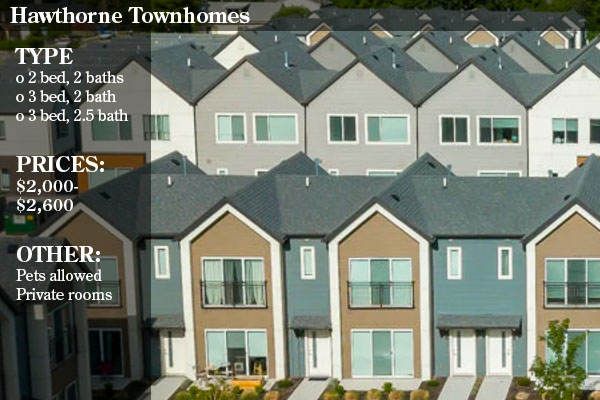 Hawthorne Townhomes
TYPE
o 2 bed, 2 baths
o 3 bed, 2 bath
o 3 bed, 2.5 bath
PRICES:
$2,000-
$2,600
OTHER:
Pets allowed
Private rooms